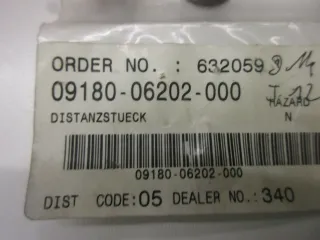 ORDER NO. : 632059
09180-06202-000
HAZARD
DISTANZSTUECK N
09180-06202-000
DIST CODE:05 DEALER NO.:340